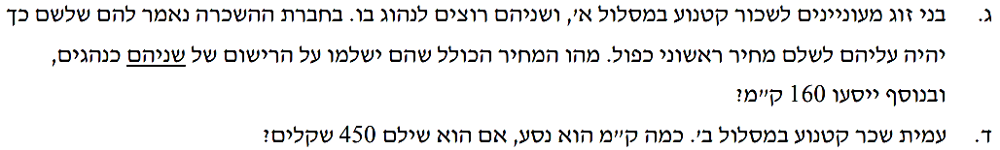 ג. בני זוג מעוניינים לשכור קטנוע במסלול א׳, ושניהם רוצים לנהוג בו. בחברת ההשכרה נאמר להם שלשם כך
יהיה עליהם לשלם מחיר ראשוני כפול. מהו המחיר הכולל שהם ישלמו על הרישום של שניהם כנהגים,
ובנוסף ייסעו 160 ק״מ?
ד. עמית שכר קטנוע במסלול ב׳. כמה ק״מ הוא נסע, אם הוא שילם 450 שקלים?